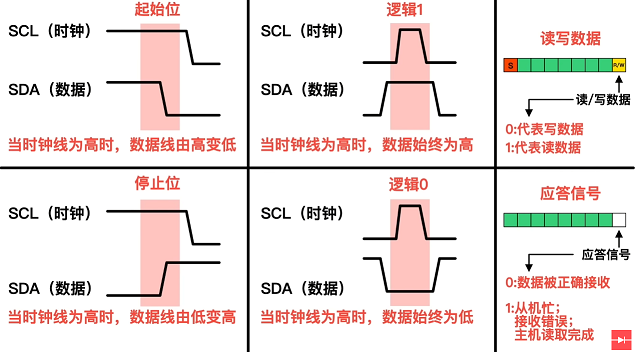 起始位
SCL（时钟）
SDA（数据）
当时钟线为高时，数据线由高变低
逻辑1
SCL（时钟）
SDA（数据）
当时钟线为高时，数据始终为高
读写数据
S
R/W
读/写数据
0:代表写数据
1:代表读数据
停止位
SCL（时钟）
SDA（数据）
当时钟线为高时，数据线由低变高
逻辑0
SCL（时钟）
SDA（数据）
当时钟线为高时，数据始终为低
应答信号
应答信号
0:数据被正确接收
1:从机忙；
接收错误；
主机读取完成